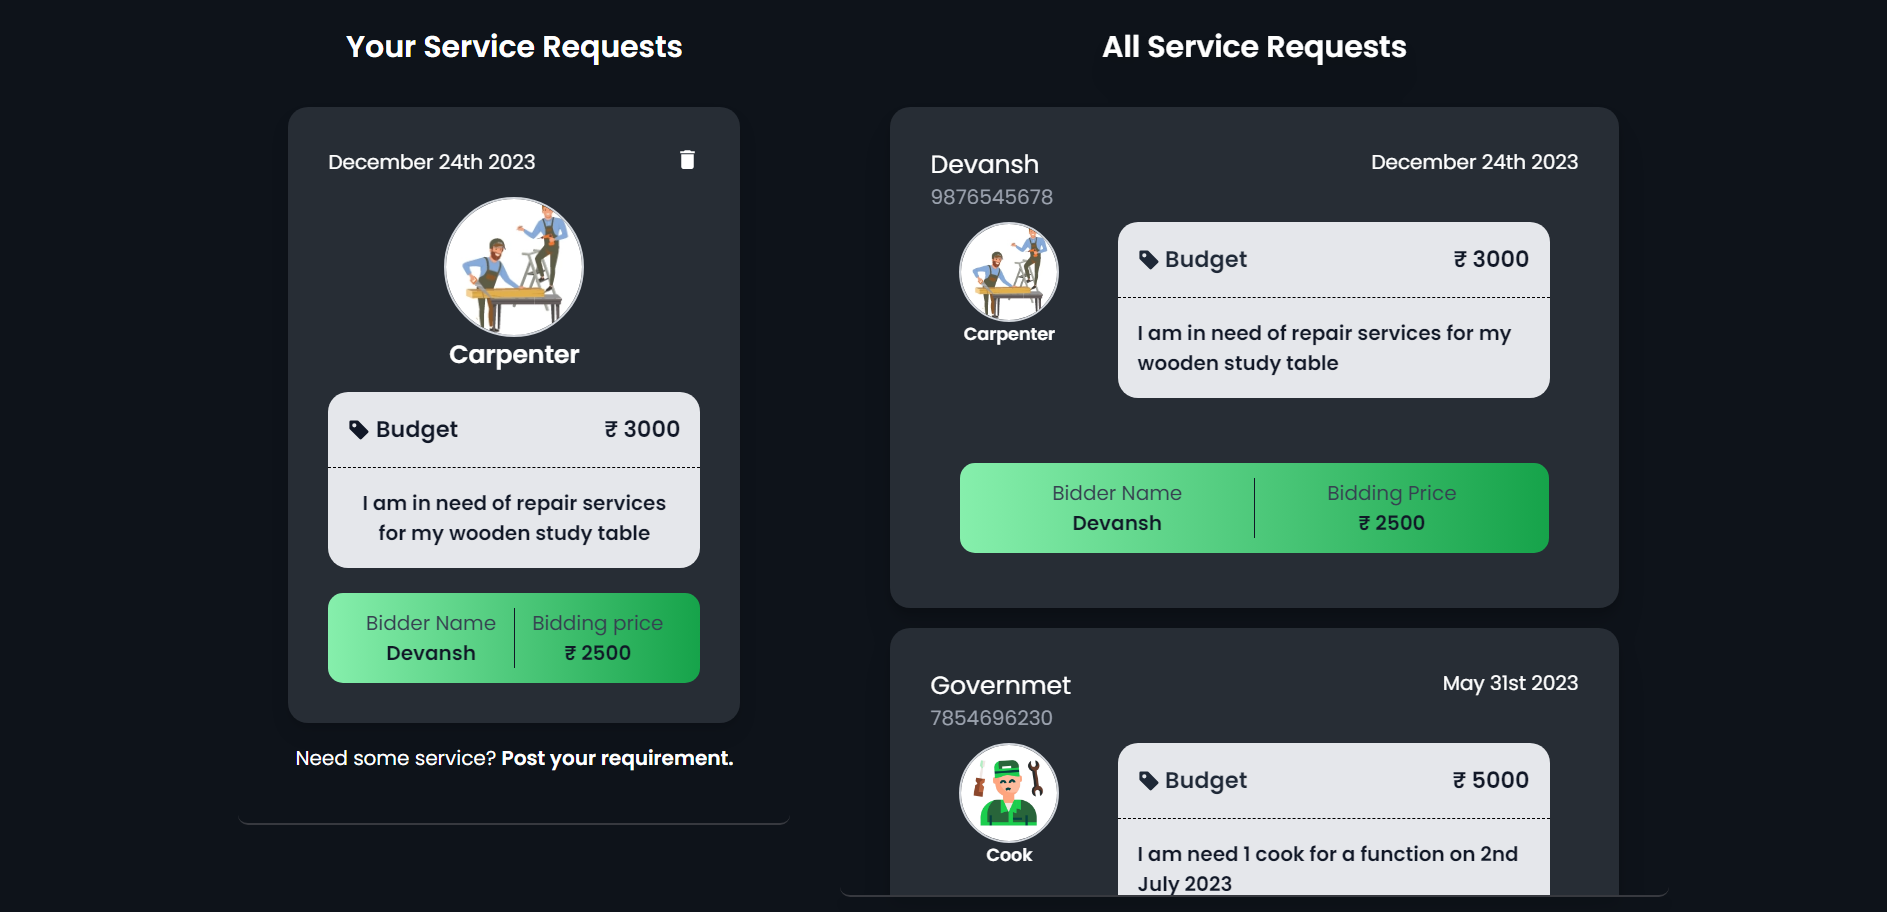 Your Service Requests
December 24th 2023
Carpenter
Budget ₹ 3000
I am in need of repair services
for my wooden study table
Bidder Name Bidding price
Devansh ₹ 2500
Need some service? Post your requirement.
All Service Requests
Devansh December 24th 2023
9876545678
Carpenter
Budget ₹ 3000
I am in need of repair services for my
wooden study table
Bidder Name Bidding Price
Devansh ₹ 2500
Governmet May 31st 2023
7854696230
Cook
Budget ₹ 5000
I am need 1 cook for a function on 2nd
July 2023